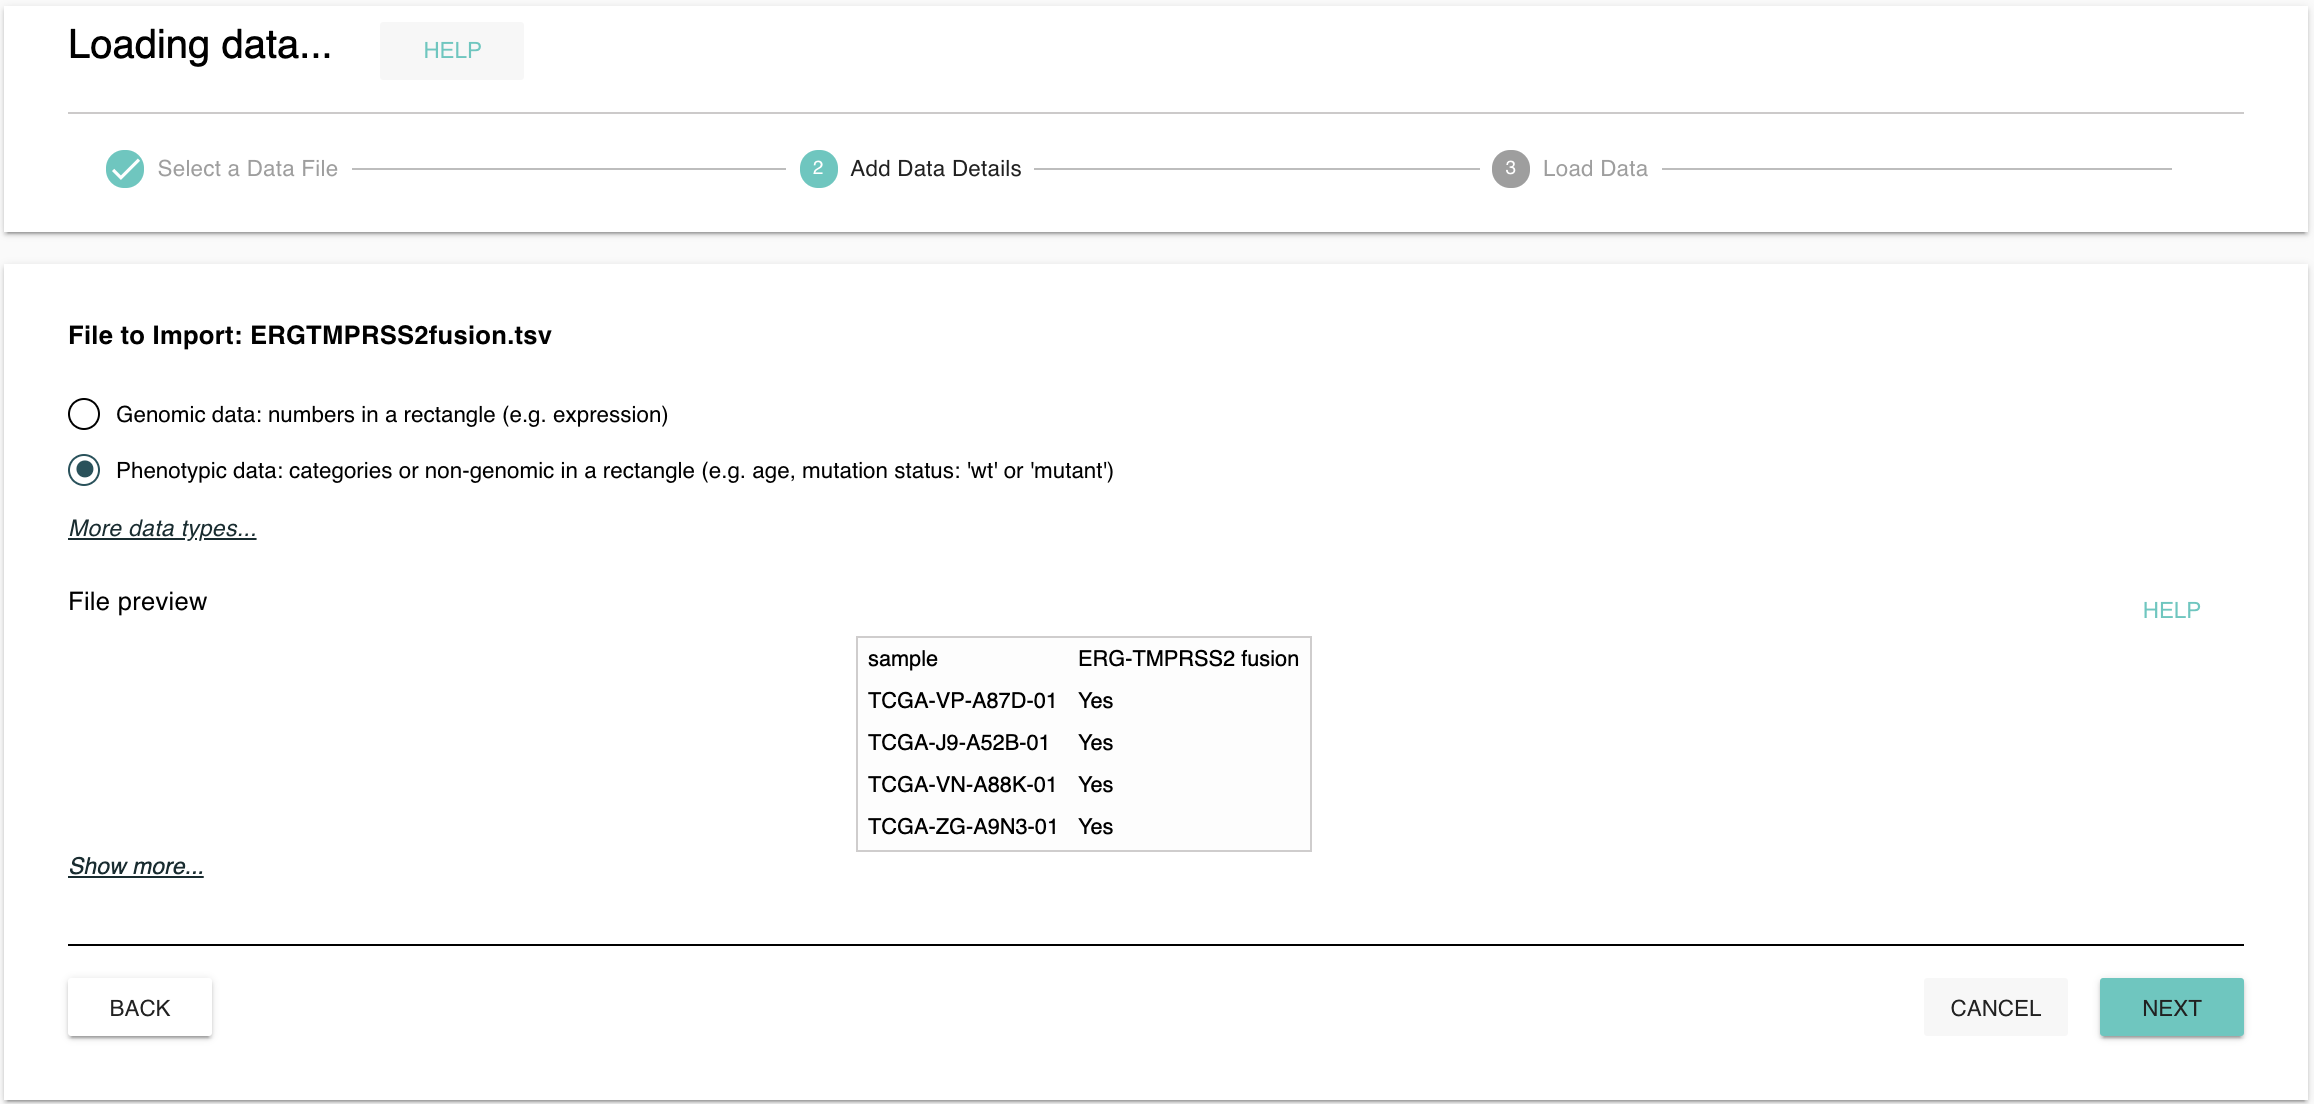 Loading data... HELP
Select a Data File 2 Add Data Details 3 Load Data
File to Import: ERGTMPRSS2fusion.tsv
Genomic data: numbers in a rectangle (e.g. expression)
Phenotypic data: categories or non-genomic in a rectangle (e.g. age, mutation status: 'wt' or 'mutant')
More data types...
File preview
HELP
sample ERG-TMPRSS2 fusion
TCGA-VP-A87D-01 Yes
TCGA-J9-A52B-01 Yes
TCGA-VN-A88K-01 Yes
TCGA-ZG-A9N3-01 Yes
Show more...
BACK CANCEL NEXT